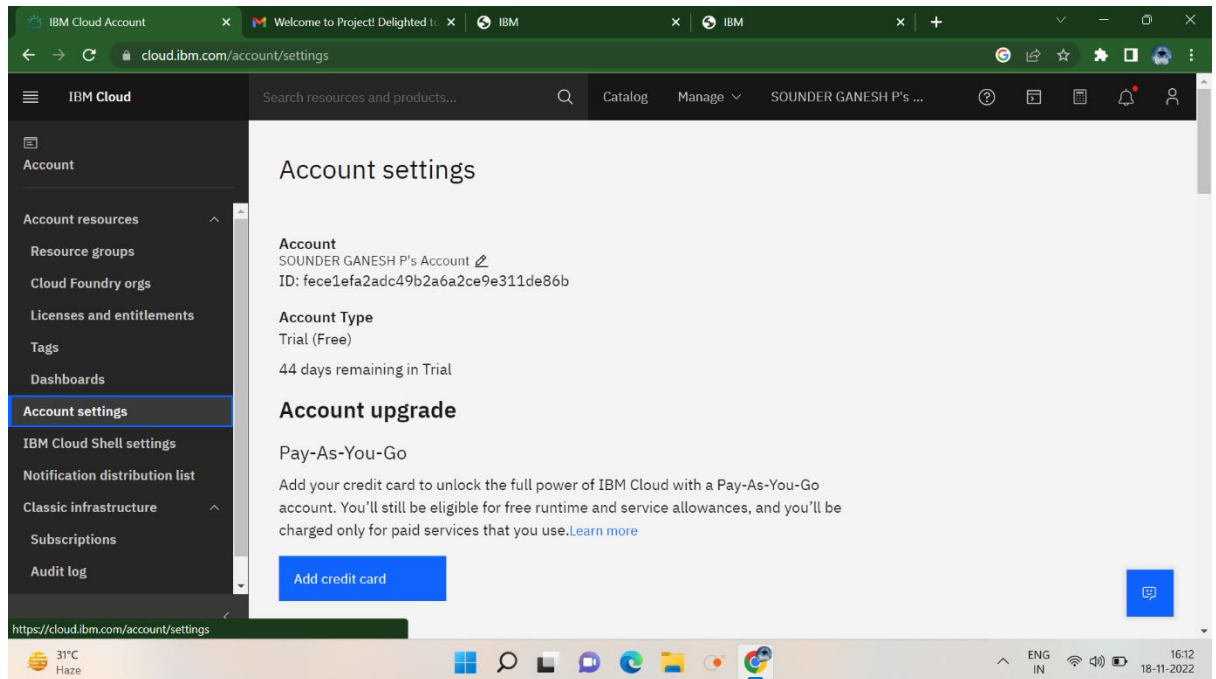 IBM Cloud Account
Welcome to Project! Delighted to
IBM
IBM
cloud.ibm.com/account/settings
IBM Cloud
Search resources and products...
Catalog
Manage
SOUNDER GANESH P's ...
Account
Account resources
Resource groups
Cloud Foundry orgs
Licenses and entitlements
Tags
Dashboards
Account settings
IBM Cloud Shell settings
Notification distribution list
Classic infrastructure
Subscriptions
Audit log
https://cloud.ibm.com/account/settings
Account settings
Account
SOUNDER GANESH P's Account
ID: fece1efa2adc49b2a6a2ce9e311de86b
Account Type
Trial (Free)
44 days remaining in Trial
Account upgrade
Pay-As-You-Go
Add your credit card to unlock the full power of IBM Cloud with a Pay-As-You-Go
account. You'll still be eligible for free runtime and service allowances, and you'll be
charged only for paid services that you use.Learn more
Add credit card
31°C
Haze
ENG
IN
16:12
18-11-2022